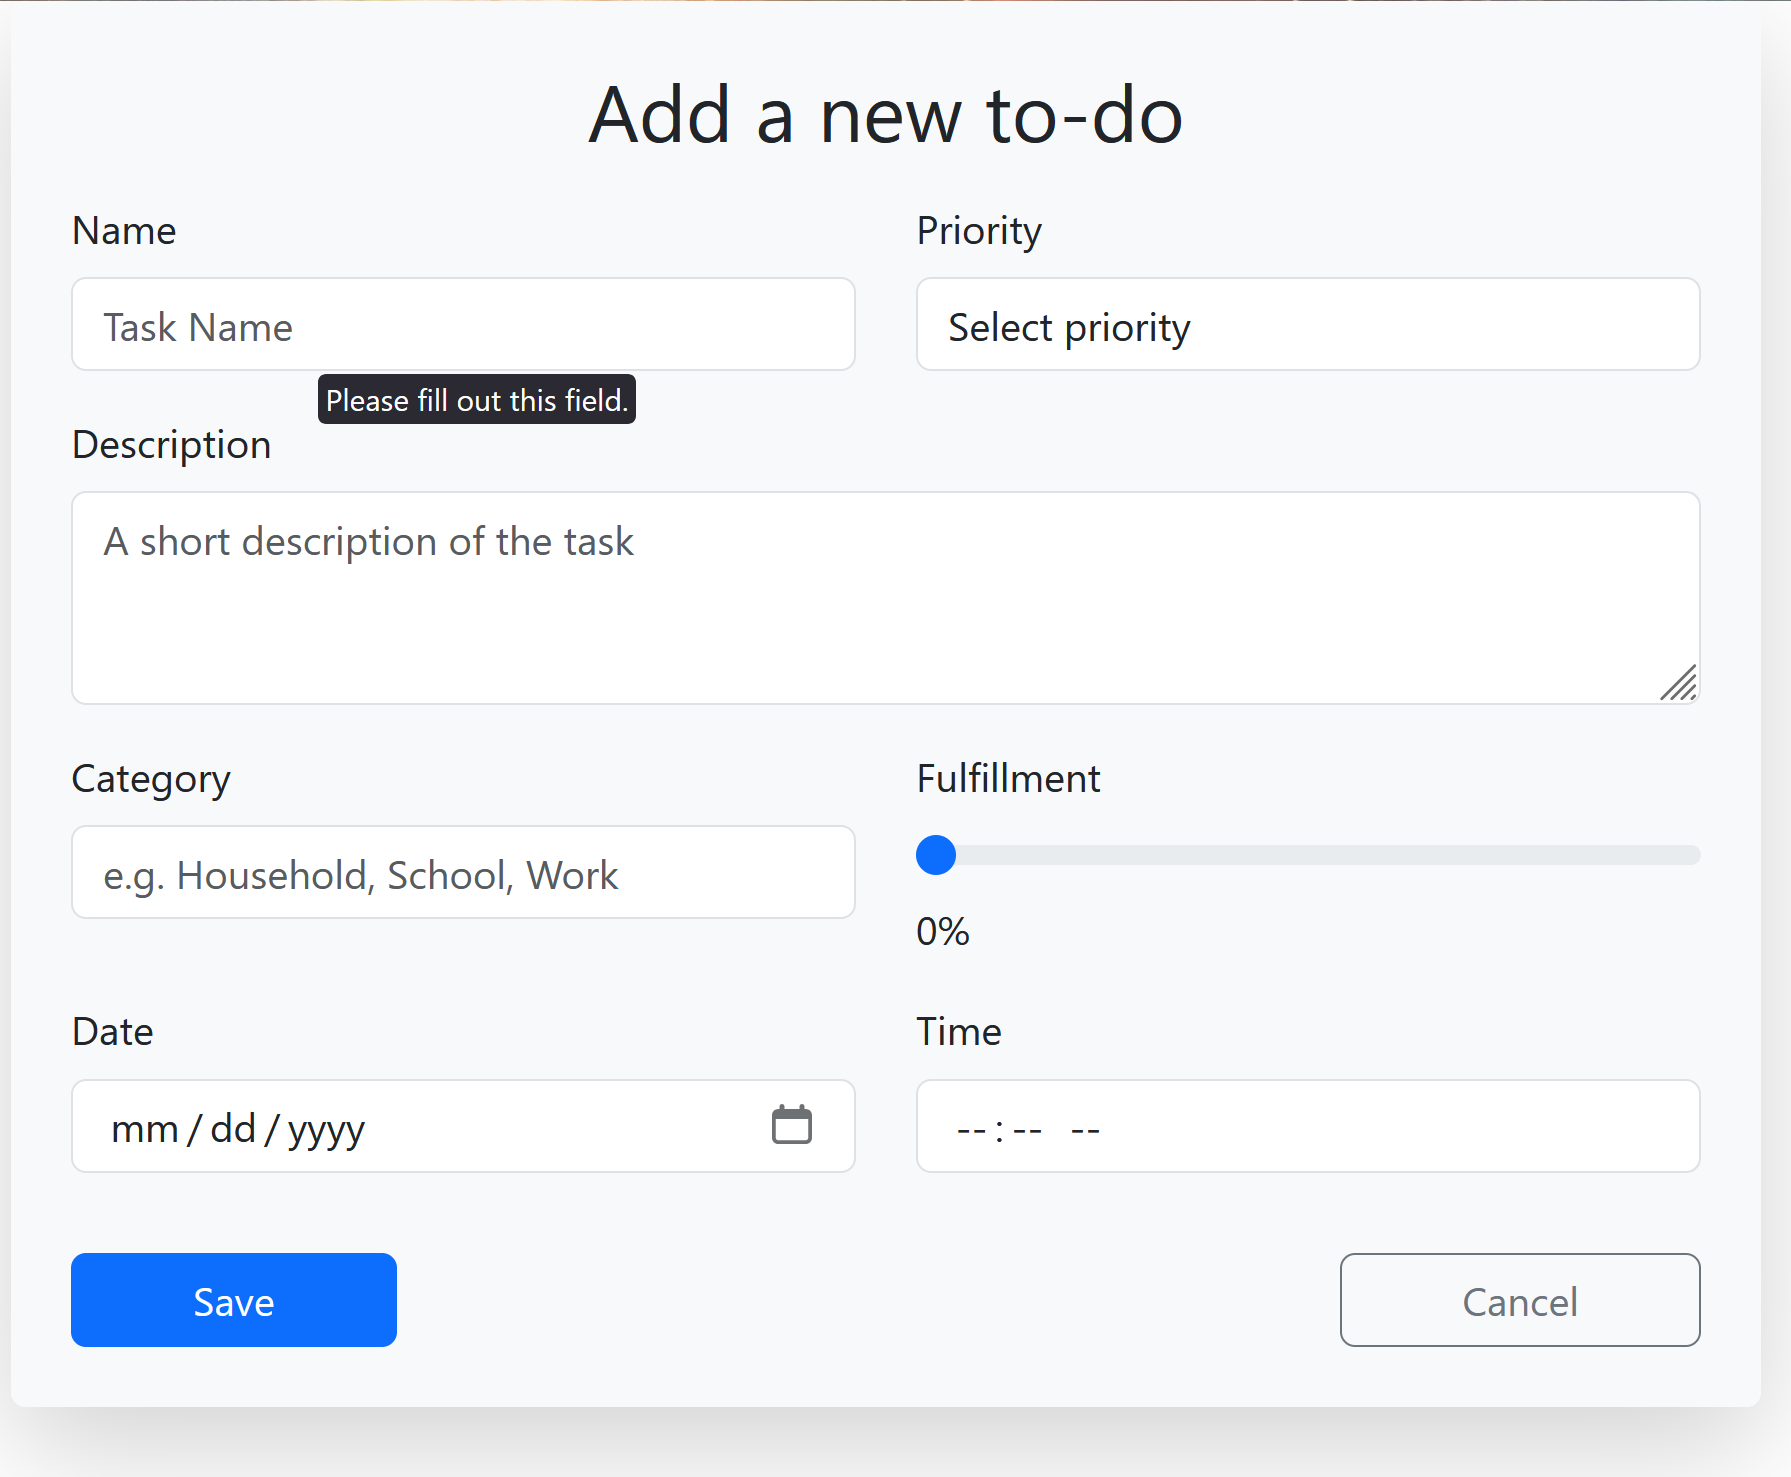 Add a new to-do
Name
Priority
Task Name
Select priority
Please fill out this field.
Description
A short description of the task
Category
Fulfillment
e.g. Household, School, Work
0%
Date
Time
mm/dd/yyyy
--:-- --
Save
Cancel